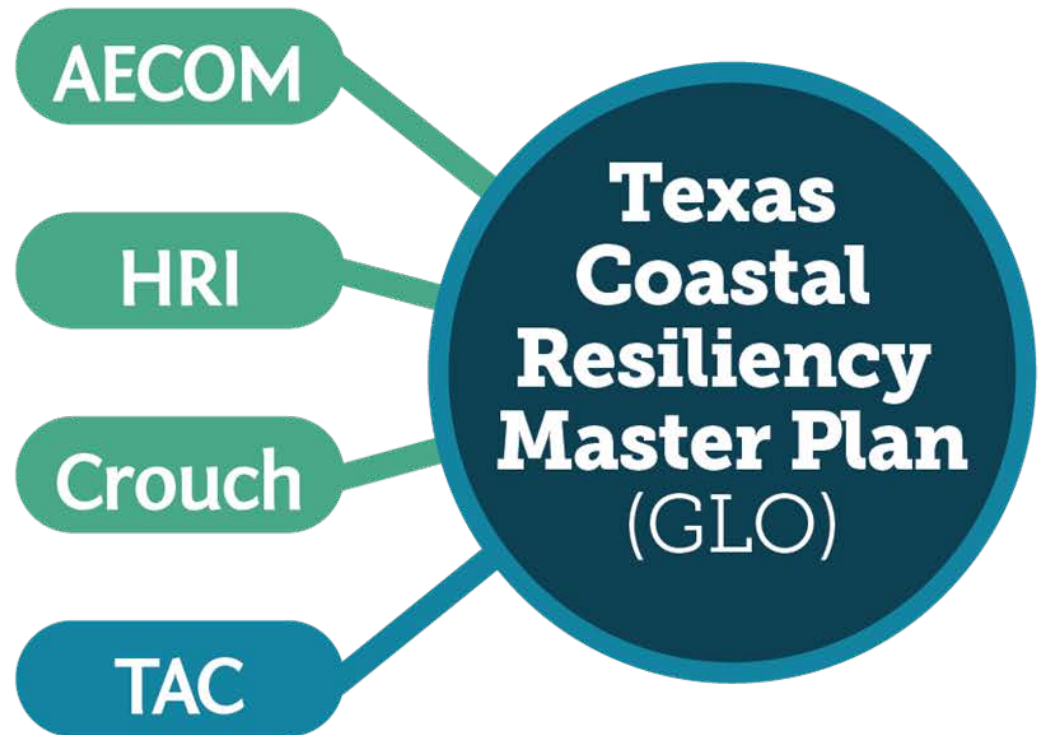 AECOM
HRI
Crouch
TAC
Texas
Coastal
Resiliency
Master Plan
(GLO)